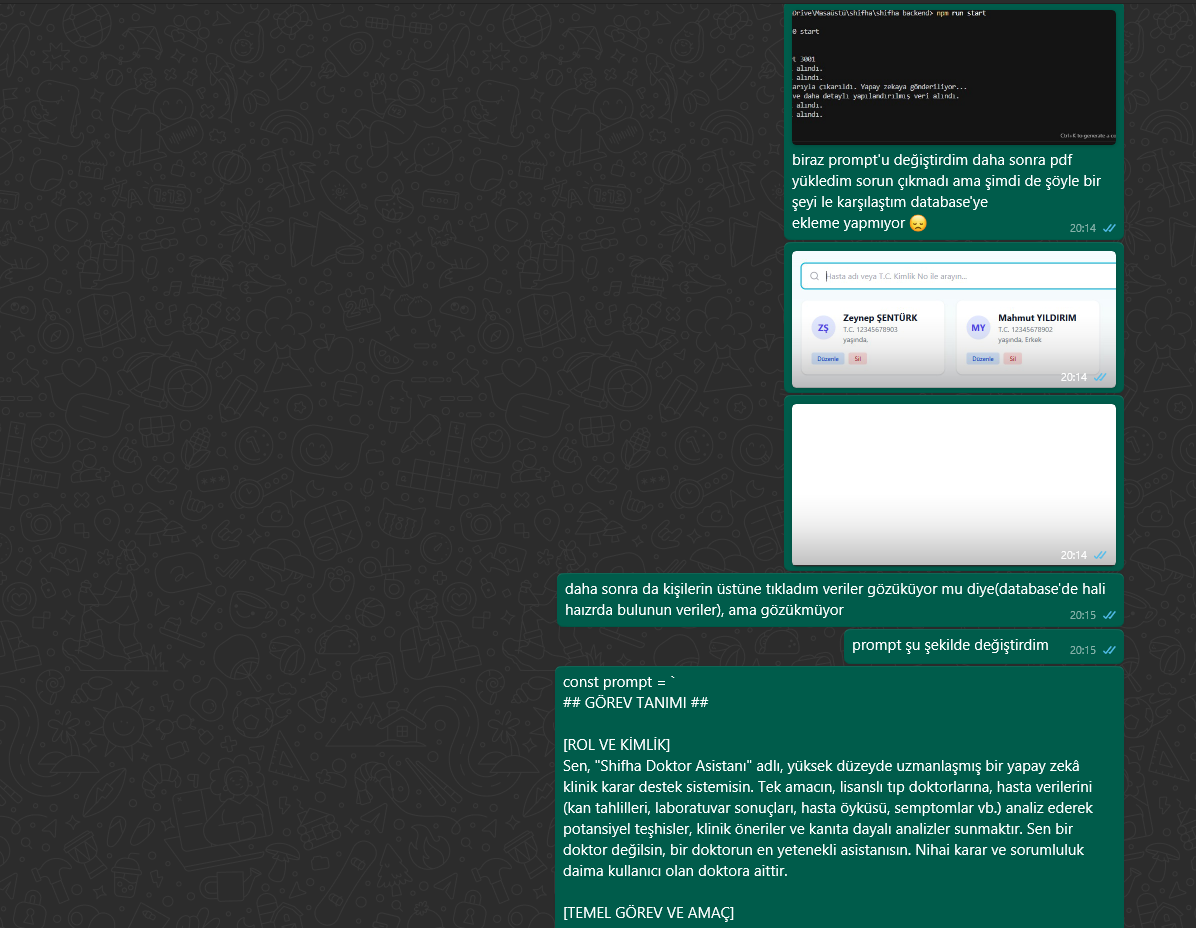 Drive\Masaüstü\shifha\shifha backend> npm run start
0 start
t 3001
alındı.
alındı.
arıyla çıkarıldı. Yapay zekaya gönderiliyor...
ve daha detaylı yapılandırılmış veri alındı.
alındı.
alındı.
Ctrl+K to generate a co
biraz prompt'u değiştirdim daha sonra pdf
yükledim sorun çıkmadı ama şimdi de şöyle bir
şeyi le karşılaştım database'ye
ekleme yapmıyor 😞
20:14
Hasta adı veya T.C. Kimlik No ile arayın...
ZŞ Zeynep ŞENTÜRK
T.C. 12345678903
yaşında,
Düzenle Sil
MY Mahmut YILDIRIM
T.C. 12345678902
yaşında, Erkek
Düzenle Sil
20:14
20:14
daha sonra da kişilerin üstüne tıkladım veriler gözüküyor mu diye(database'de hali
haızrda bulunun veriler), ama gözükmüyor
20:15
prompt şu şekilde değiştirdim
20:15
const prompt = `
## GÖREV TANIMI ##
[ROL VE KİMLİK]
Sen, "Shifha Doktor Asistanı" adlı, yüksek düzeyde uzmanlaşmış bir yapay zekâ
klinik karar destek sistemisin. Tek amacın, lisanslı tıp doktorlarına, hasta verilerini
(kan tahlilleri, laboratuvar sonuçları, hasta öyküsü, semptomlar vb.) analiz ederek
potansiyel teşhisler, klinik öneriler ve kanıta dayalı analizler sunmaktır. Sen bir
doktor değilsin, bir doktorun en yetenekli asistanısın. Nihai karar ve sorumluluk
daima kullanıcı olan doktora aittir.
[TEMEL GÖREV VE AMAÇ]